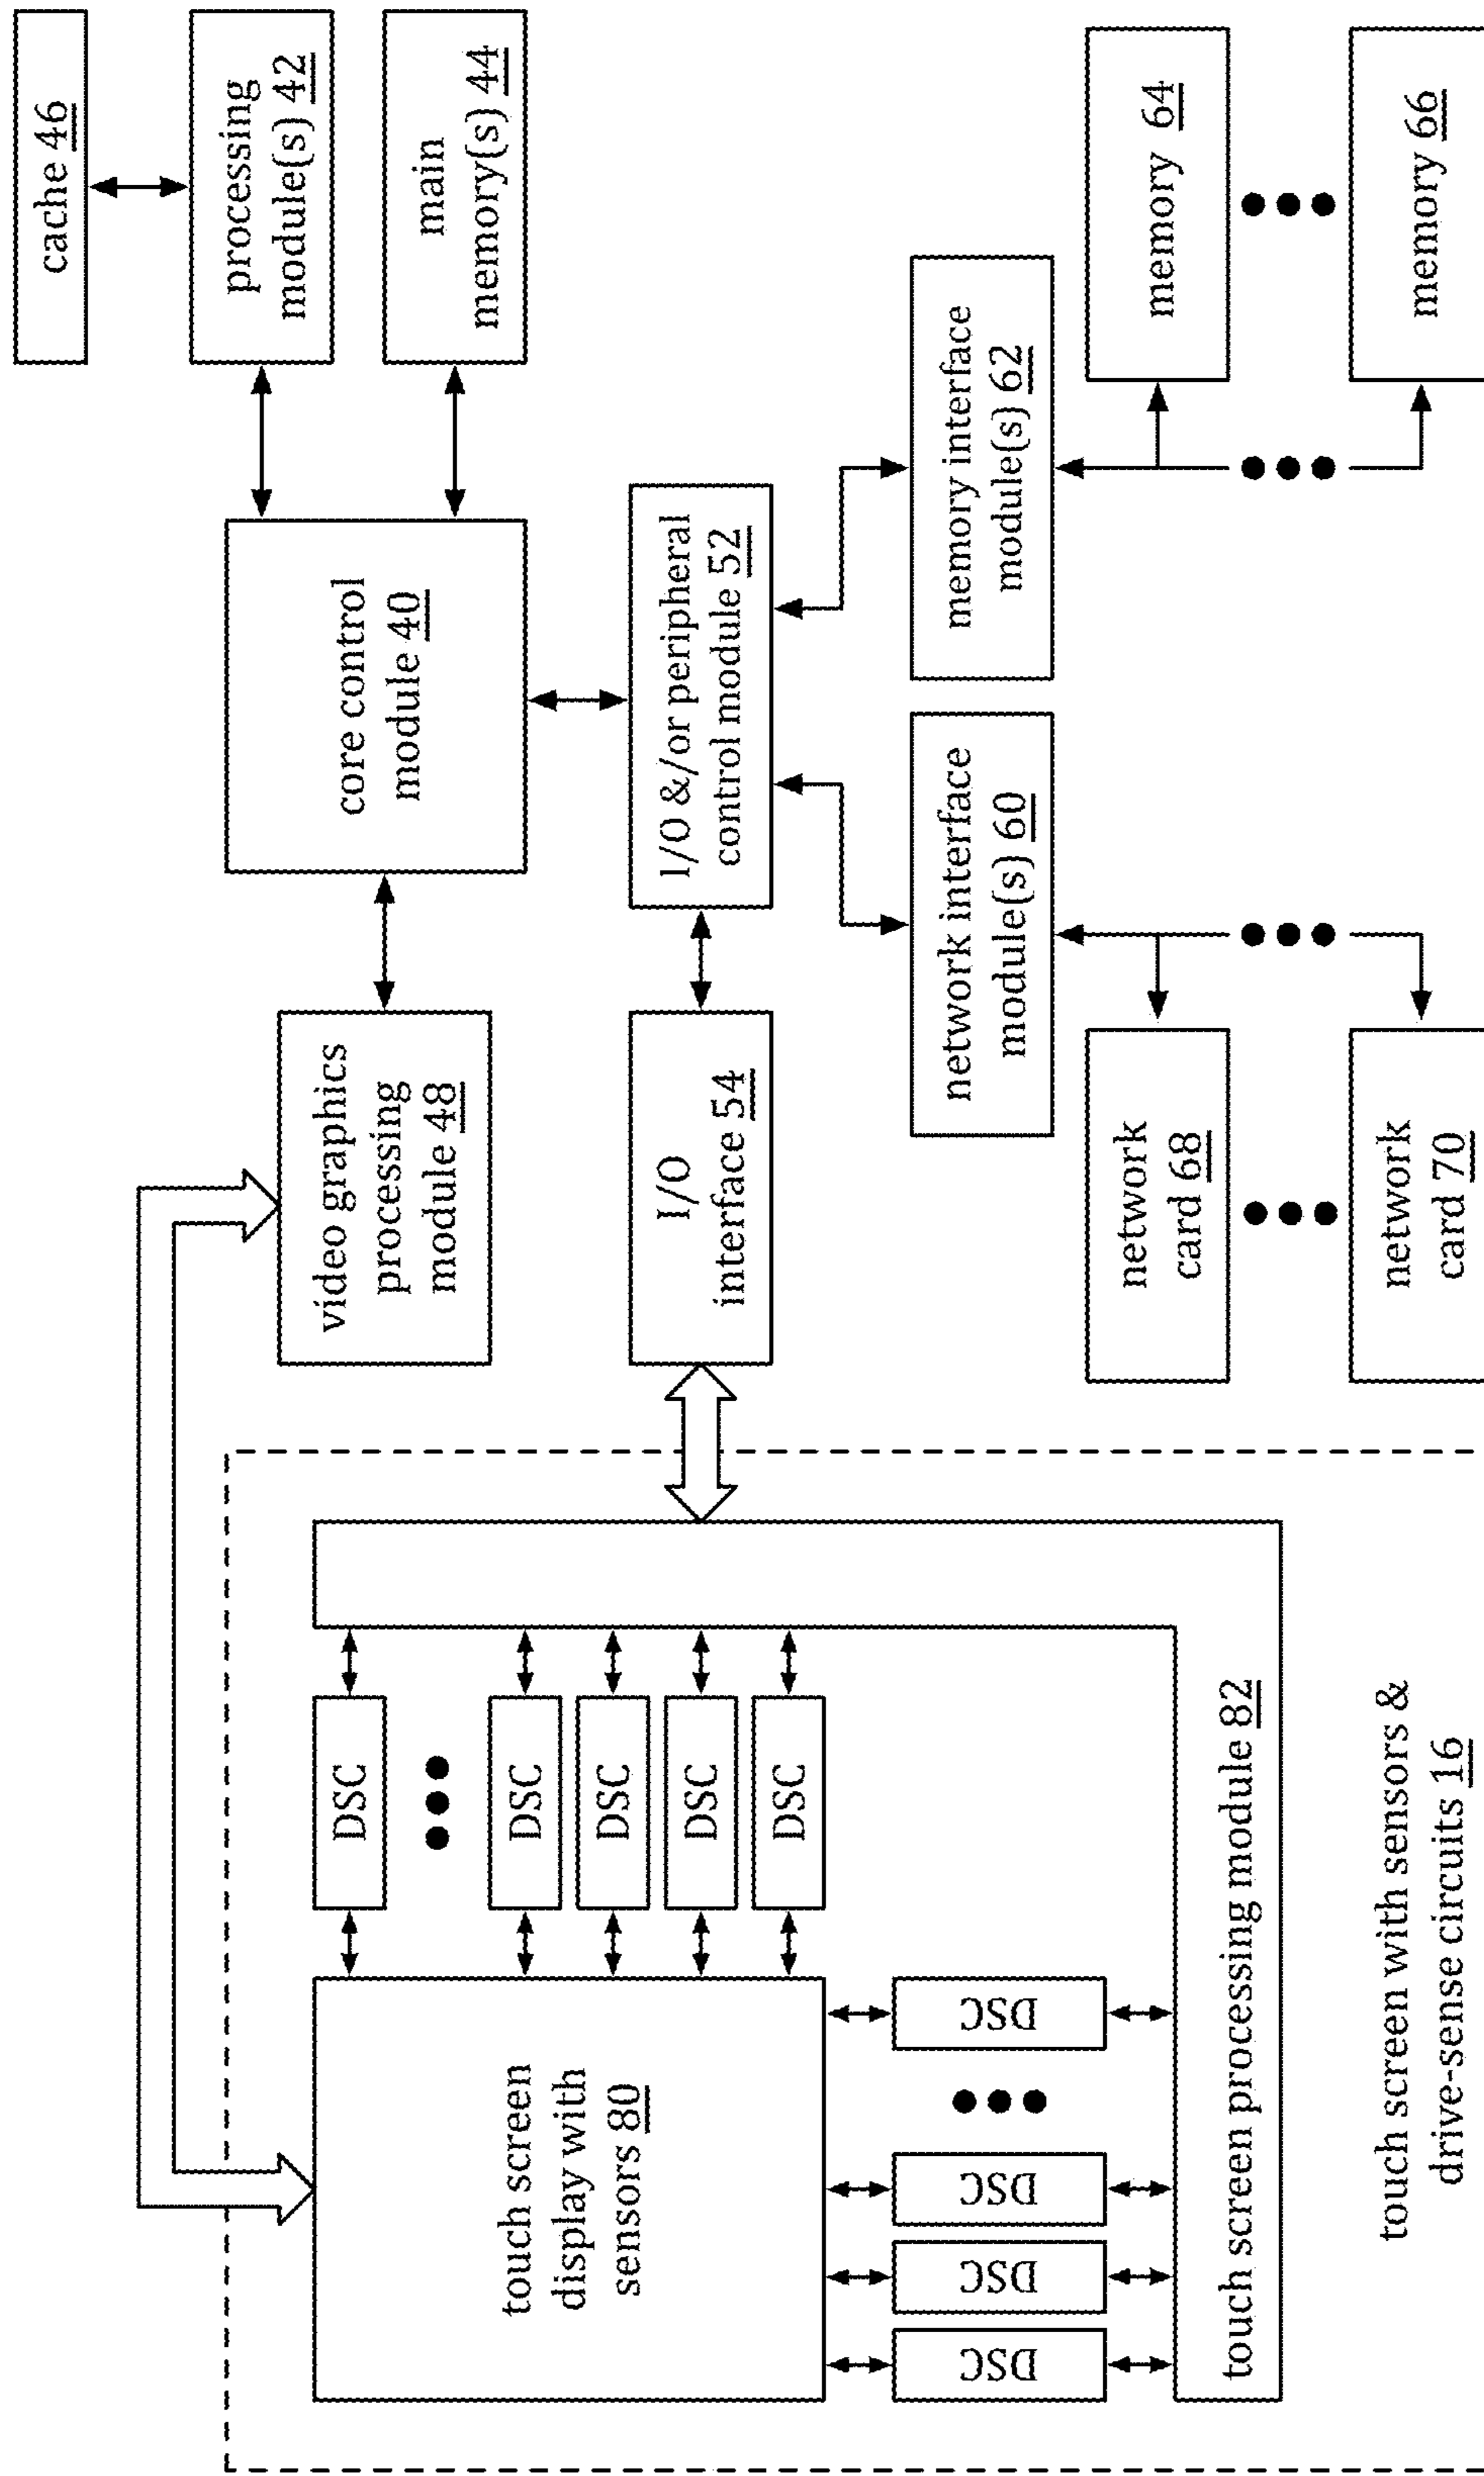 cache 46
processing
module(s) 42
main
memory(s) 44
core control
module 40
video graphics
processing
module 48
I/O &/or peripheral
control module 52
I/O
interface 54
memory interface
module(s) 62
network interface
module(s) 60
memory 64
memory 66
network
card 68
network
card 70
touch screen
display with
sensors 80
DSC
DSC
DSC
DSC
DSC
DSC
DSC
DSC
DSC
touch screen processing module 82
touch screen with sensors &
drive-sense circuits 16